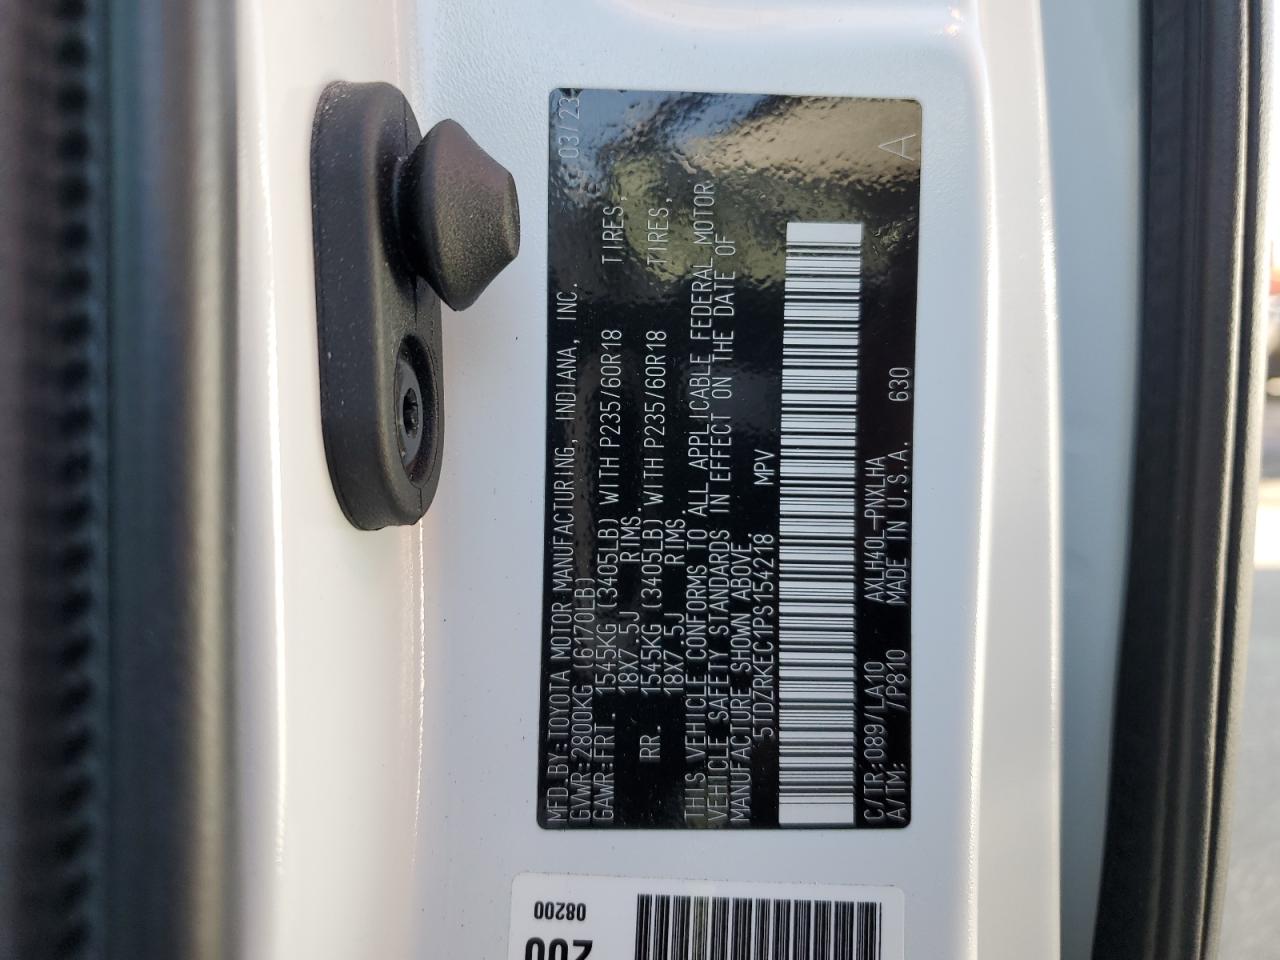 MFD.BY:TOYOTA MOTOR MANUFACTURING, INDIANA, INC. 03/23
GVWR:2800KG (6170LB)
GAWR:FRT. 1545KG (3405LB) WITH P235/60R18 TIRES,
18X7.5J RIMS.
RR. 1545KG (3405LB) WITH P235/60R18 TIRES,
18X7.5J RIMS.
THIS VEHICLE CONFORMS TO ALL APPLICABLE FEDERAL MOTOR
VEHICLE SAFETY STANDARDS IN EFFECT ON THE DATE OF
MANUFACTURE SHOWN ABOVE.
5TDZRKEC1PS154218 MPV
C/TR:089/LA10 AXLH40L-PNXLHA
A/TM: /P810 MADE IN U.S.A. 630 A
08200
200